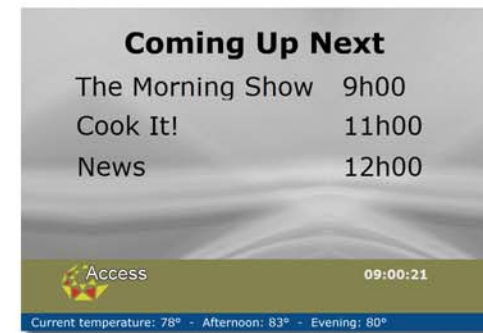 Coming Up Next
The Morning Show 9h00
Cook It! 11h00
News 12h00
Access 09:00:21
Current temperature: 78° - Afternoon: 83° - Evening: 80°